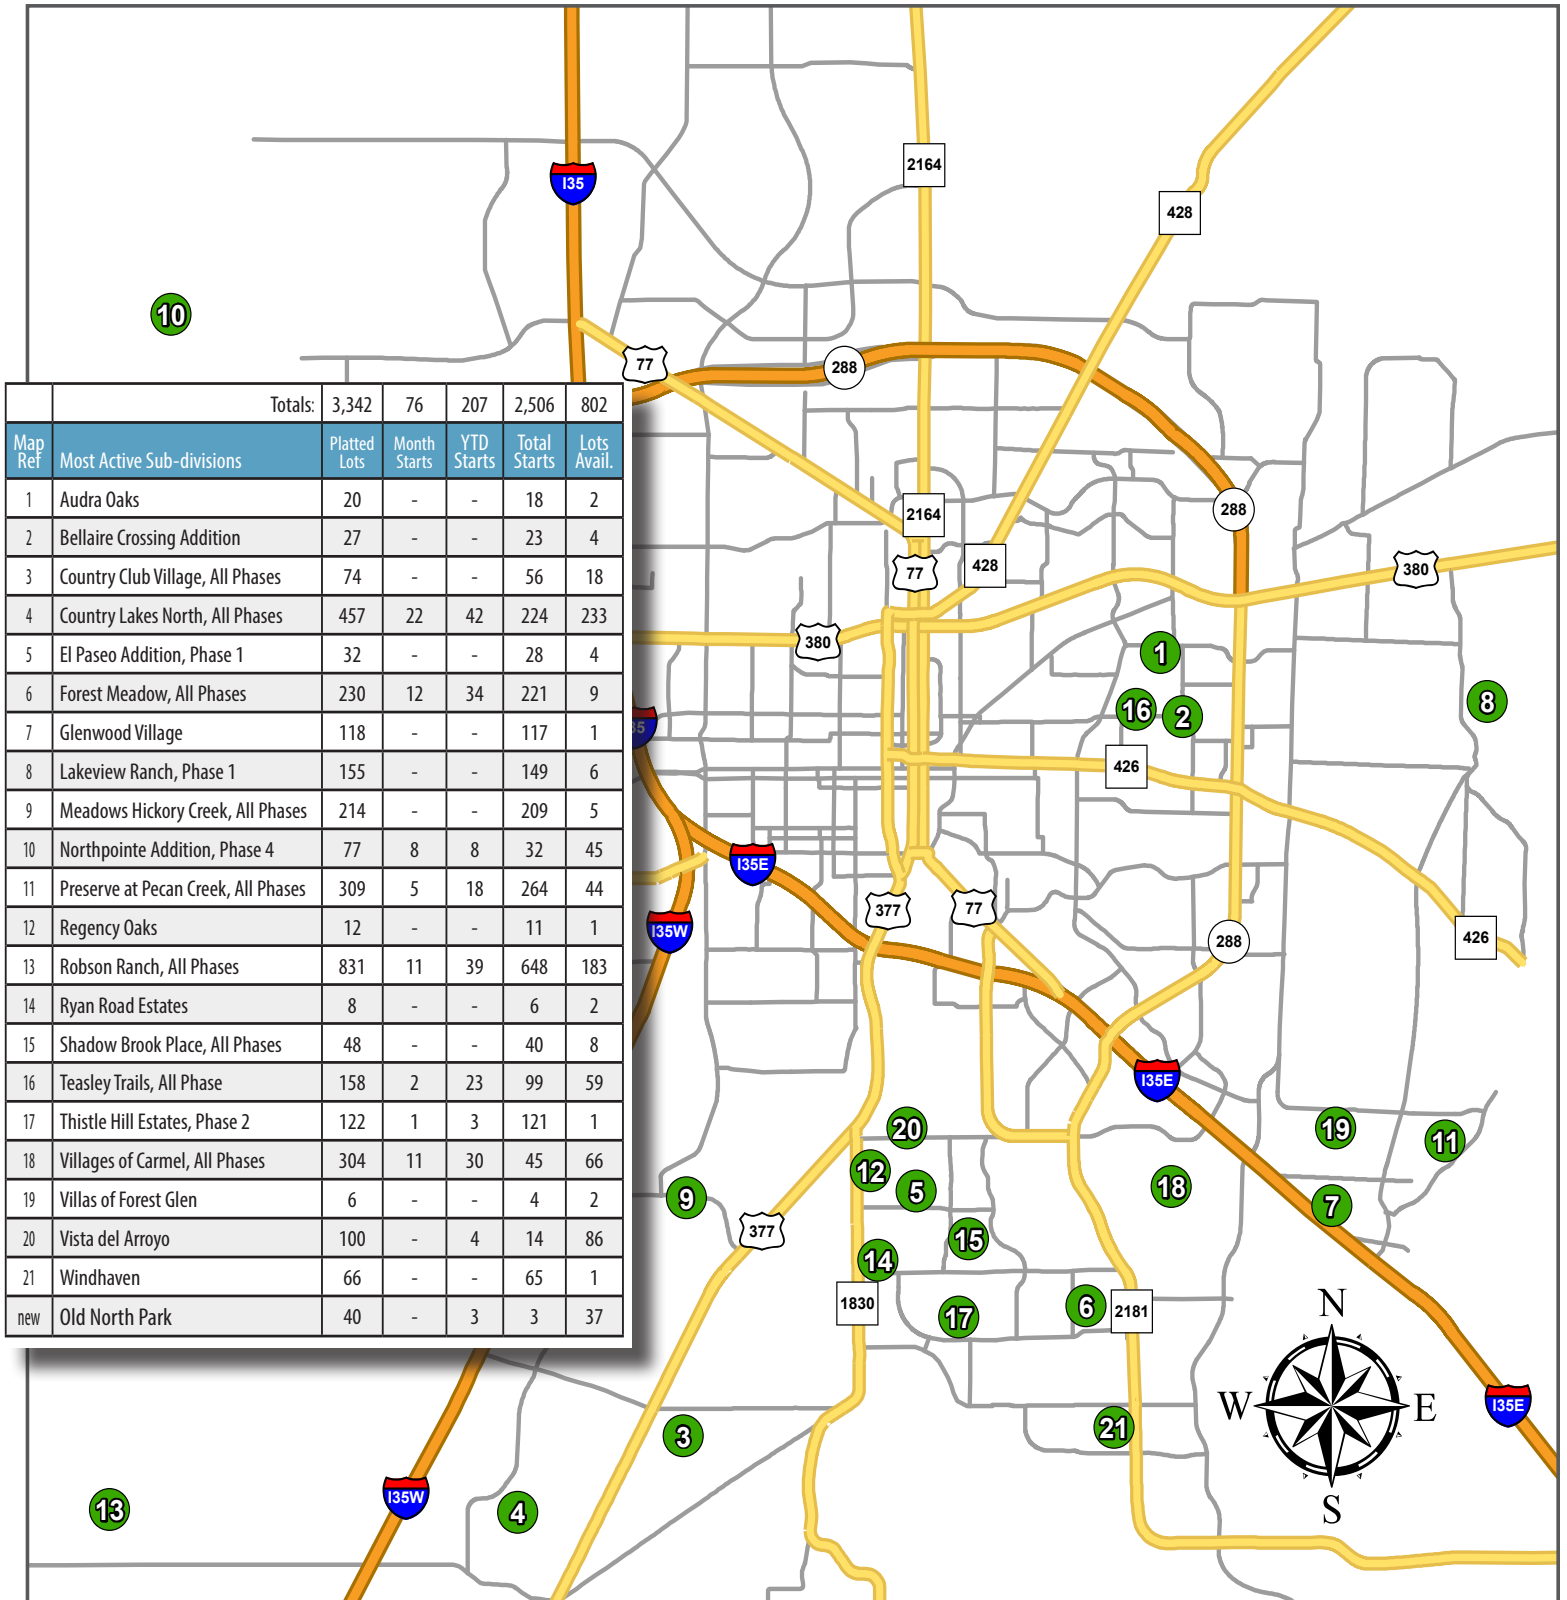 I35
2164
428
10
77
288
Totals: 3,342 76 207 2,506 802
Map Ref Most Active Sub-divisions Platted Lots Month Starts YTD Starts Total Starts Lots Avail.
1 Audra Oaks 20 - - 18 2
2 Bellaire Crossing Addition 27 - - 23 4
3 Country Club Village, All Phases 74 - - 56 18
4 Country Lakes North, All Phases 457 22 42 224 233
5 El Paseo Addition, Phase 1 32 - - 28 4
6 Forest Meadow, All Phases 230 12 34 221 9
7 Glenwood Village 118 - - 117 1
8 Lakeview Ranch, Phase 1 155 - - 149 6
9 Meadows Hickory Creek, All Phases 214 - - 209 5
10 Northpointe Addition, Phase 4 77 8 8 32 45
11 Preserve at Pecan Creek, All Phases 309 5 18 264 44
12 Regency Oaks 12 - - 11 1
13 Robson Ranch, All Phases 831 11 39 648 183
14 Ryan Road Estates 8 - - 6 2
15 Shadow Brook Place, All Phases 48 - - 40 8
16 Teasley Trails, All Phase 158 2 23 99 59
17 Thistle Hill Estates, Phase 2 122 1 3 121 1
18 Villages of Carmel, All Phases 304 11 30 45 66
19 Villas of Forest Glen 6 - - 4 2
20 Vista del Arroyo 100 - 4 14 86
21 Windhaven 66 - - 65 1
new Old North Park 40 - 3 3 37
2164
288
77
428
380
380
1
8
16
2
35
426
I35E
377
77
I35W
288
426
I35E
20
19
11
12
5
18
9
7
377
15
14
1830
17
6
2181
N
W
E
S
I35E
21
3
I35W
13
4